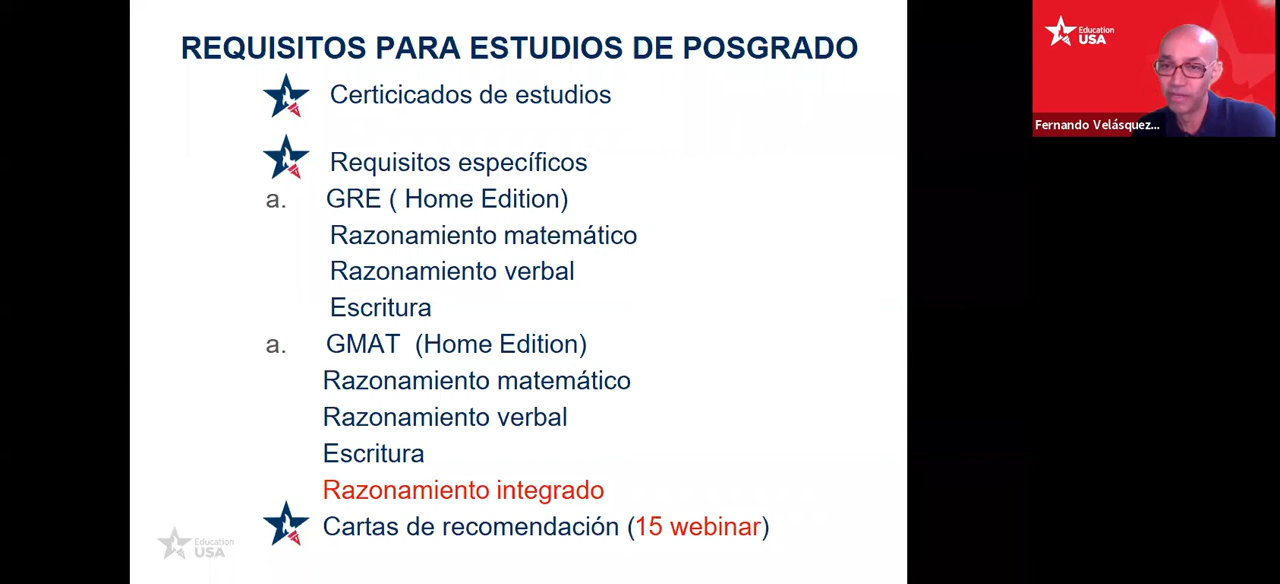 REQUISITOS PARA ESTUDIOS DE POSGRADO
Certicicados de estudios
Requisitos específicos
a. GRE ( Home Edition)
Razonamiento matemático
Razonamiento verbal
Escritura
a. GMAT (Home Edition)
Razonamiento matemático
Razonamiento verbal
Escritura
Razonamiento integrado
Cartas de recomendación (15 webinar)
Education
USA
Education
USA
Fernando Velásquez...